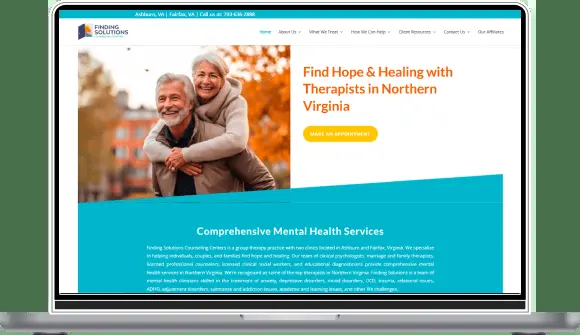 Ashburn, VA | Fairfax, VA | Call us at: 703-636-2888
FINDING
SOLUTIONS
Home About Us What We Treat How We Can Help Client Resources Contact Us Our Affiliates
Find Hope & Healing with
Therapists in Northern
Virginia
MAKE AN APPOINTMENT
Comprehensive Mental Health Services
Finding Solutions Counseling Centers is a group therapy practice with two clinics located in Ashburn and Fairfax, Virginia. We specialize
in helping individuals, couples, and families find hope and healing. Our team of clinical psychologists, marriage and family therapists,
licensed professional counselors, licensed clinical social workers, and educational diagnosticians provide comprehensive mental
health services in Northern Virginia. We're recognized as some of the top therapists in Northern Virginia. Finding Solutions is a team of
mental health clinicians skilled in the treatment of anxiety, depressive disorders, mood disorders, OCD, trauma, relational issues,
ADHD, adjustment disorders, substance and addiction issues, academic and learning issues, and other life challenges.